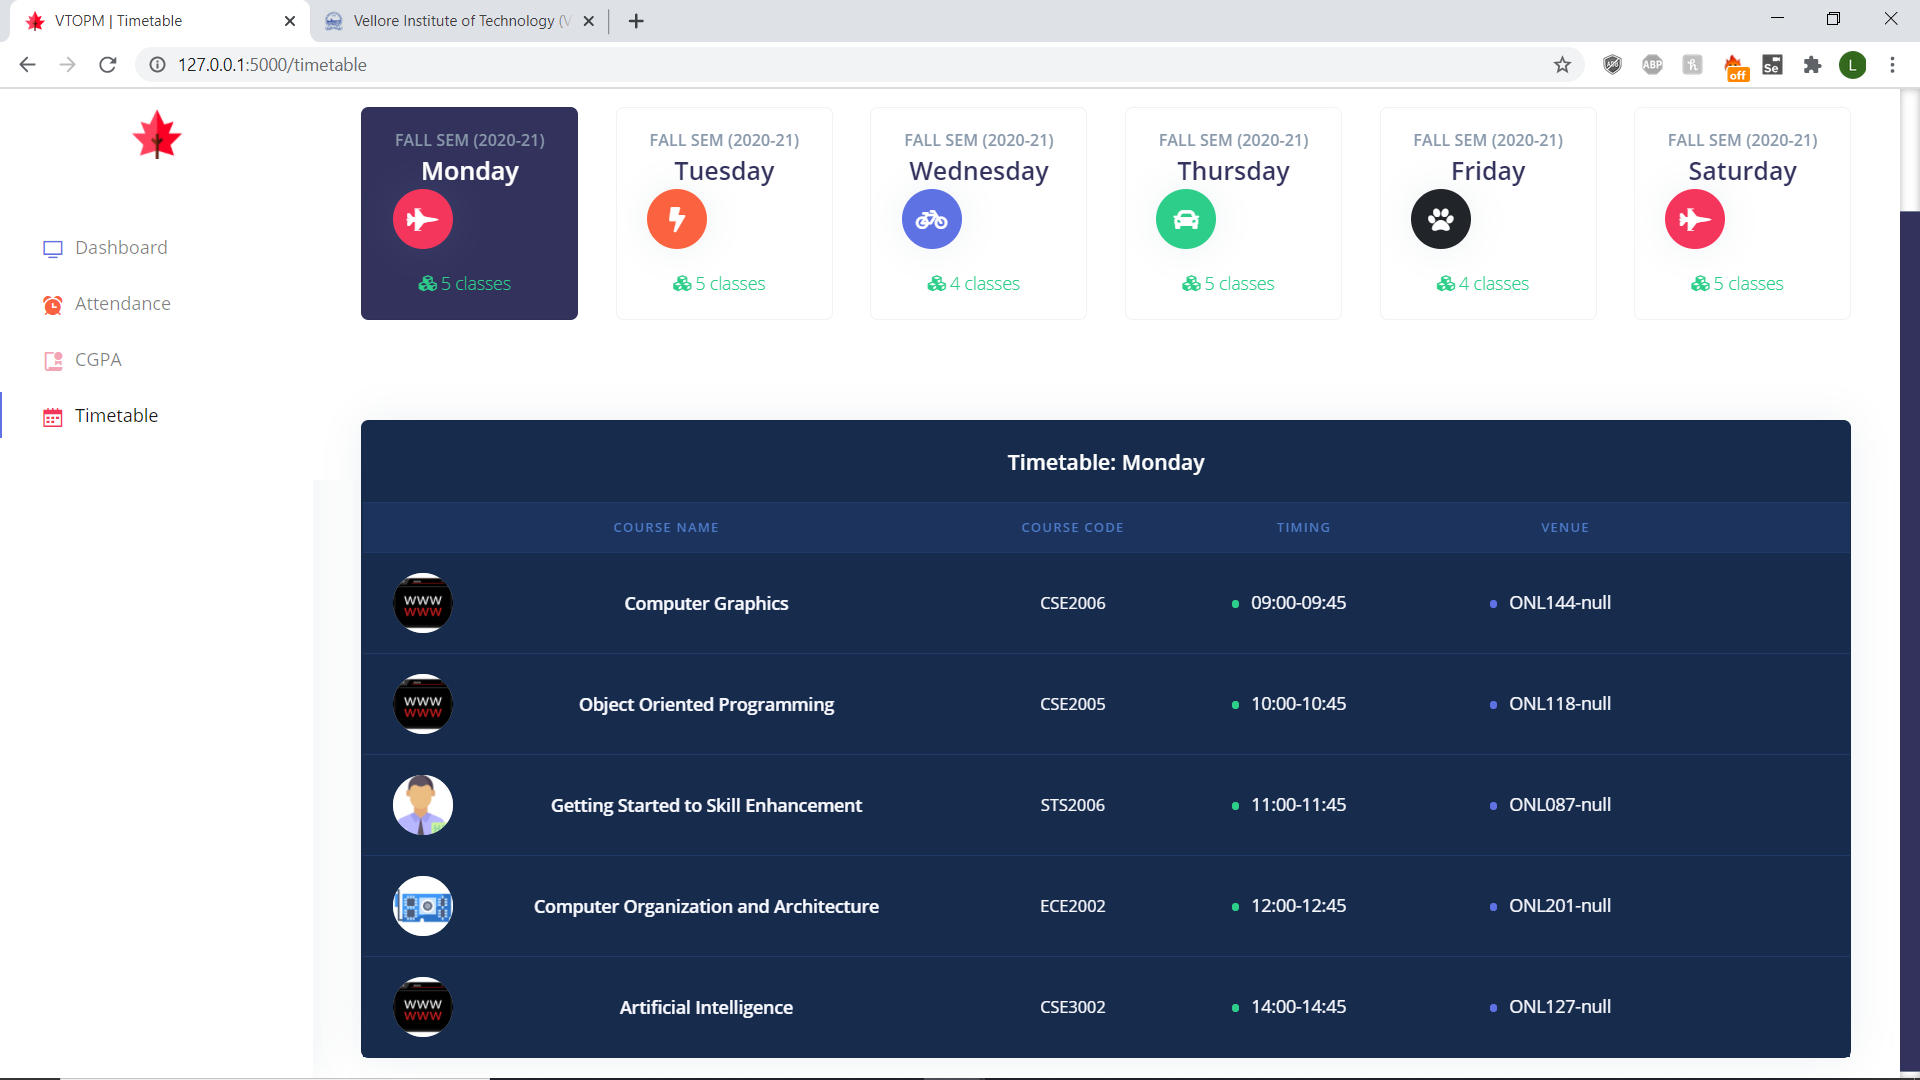 VTOPM | Timetable
Vellore Institute of Technology (V
127.0.0.1:5000/timetable
ABP
off
Se
L
FALL SEM (2020-21) FALL SEM (2020-21) FALL SEM (2020-21) FALL SEM (2020-21) FALL SEM (2020-21) FALL SEM (2020-21)
Monday Tuesday Wednesday Thursday Friday Saturday
5 classes 5 classes 4 classes 5 classes 4 classes 5 classes
Dashboard
Attendance
CGPA
Timetable
Timetable: Monday
COURSE NAME COURSE CODE TIMING VENUE
WWW
WWW
Computer Graphics CSE2006 09:00-09:45 ONL144-null
WWW
WWW
Object Oriented Programming CSE2005 10:00-10:45 ONL118-null
Getting Started to Skill Enhancement STS2006 11:00-11:45 ONL087-null
Computer Organization and Architecture ECE2002 12:00-12:45 ONL201-null
WWW
WWW
Artificial Intelligence CSE3002 14:00-14:45 ONL127-null